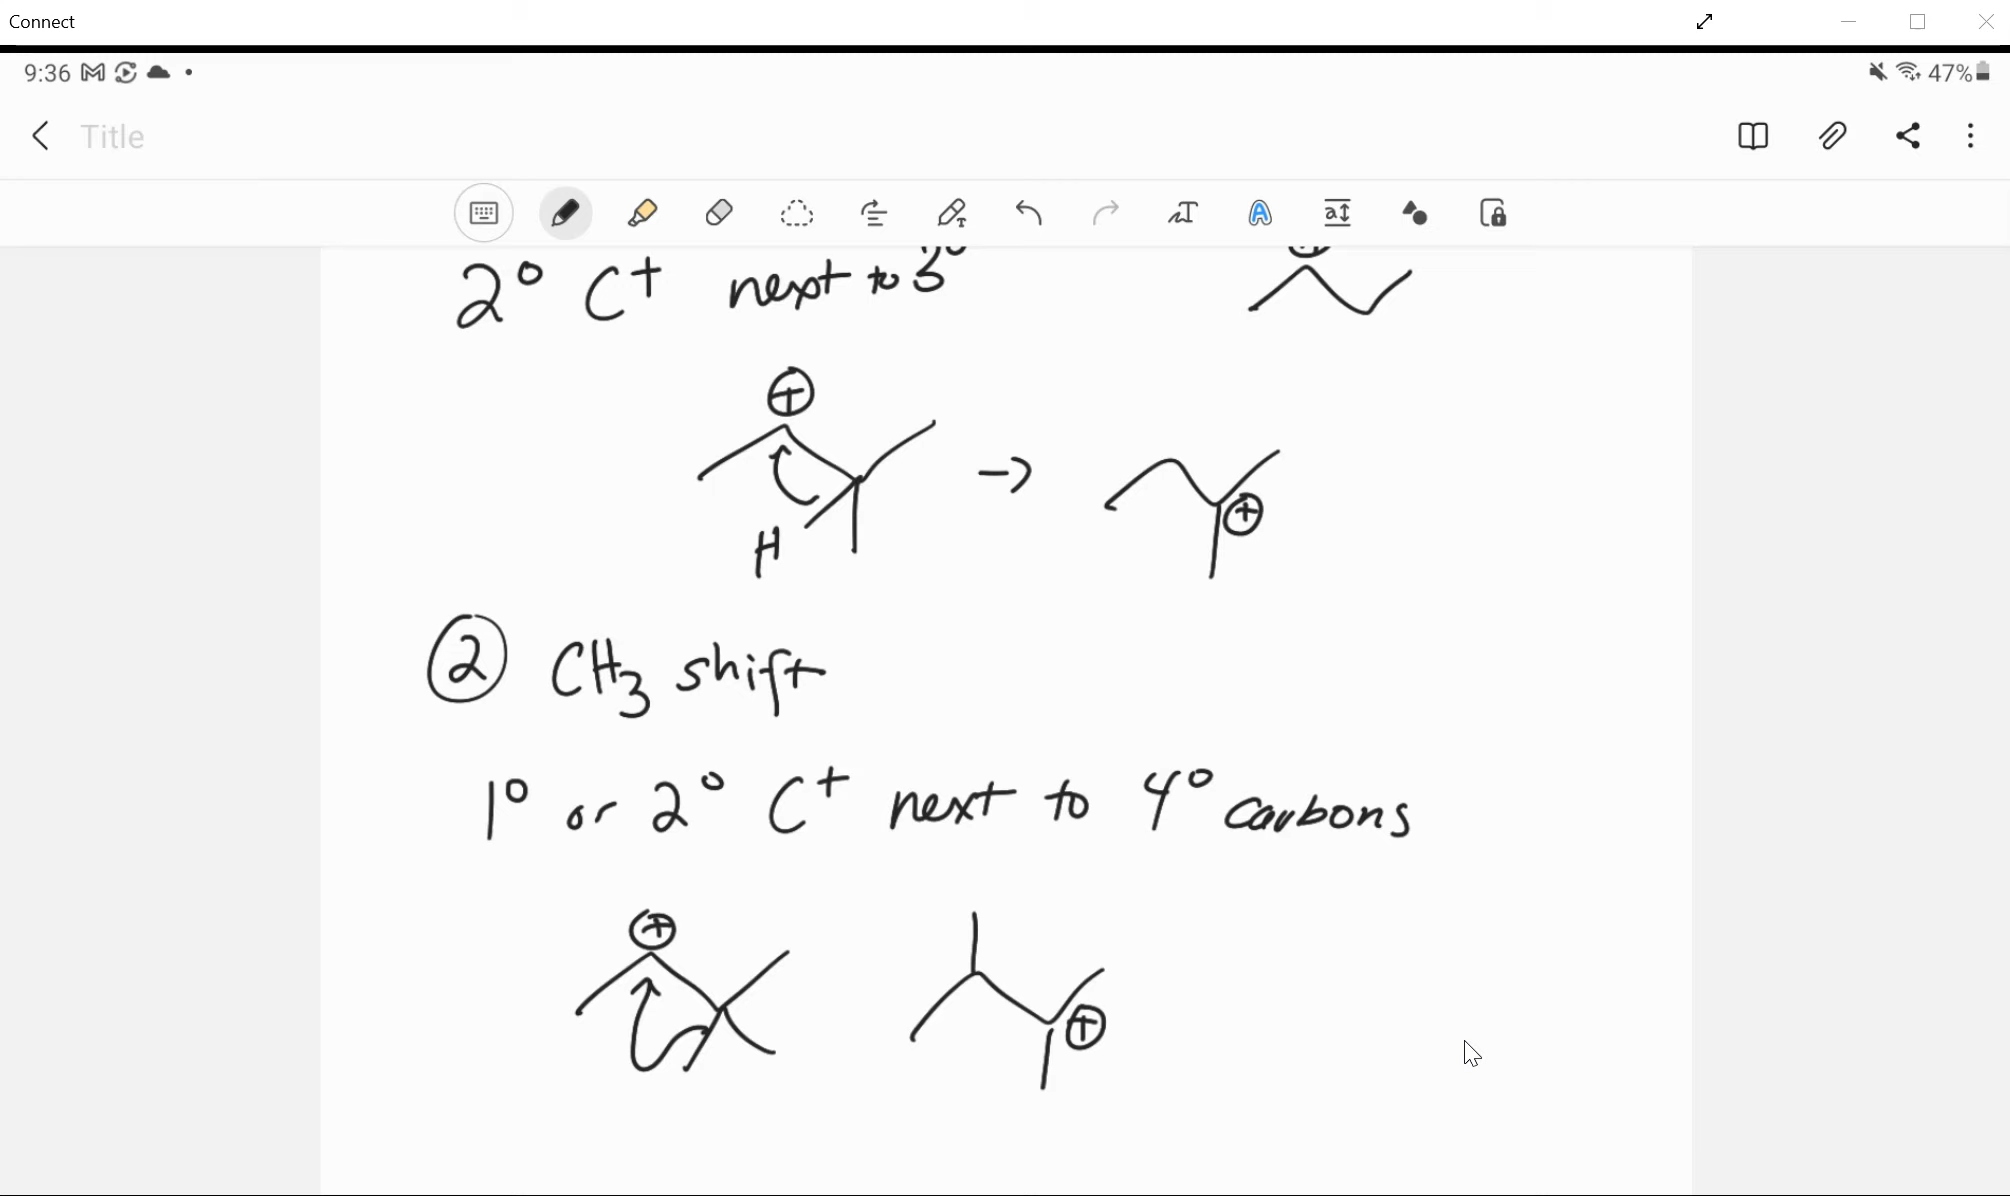 Connect
9:36 47%
Title
2° C+ next to 3°
+
+
H → +
② CH3 shift
1° or 2° C+ next to 4° carbons
+
+